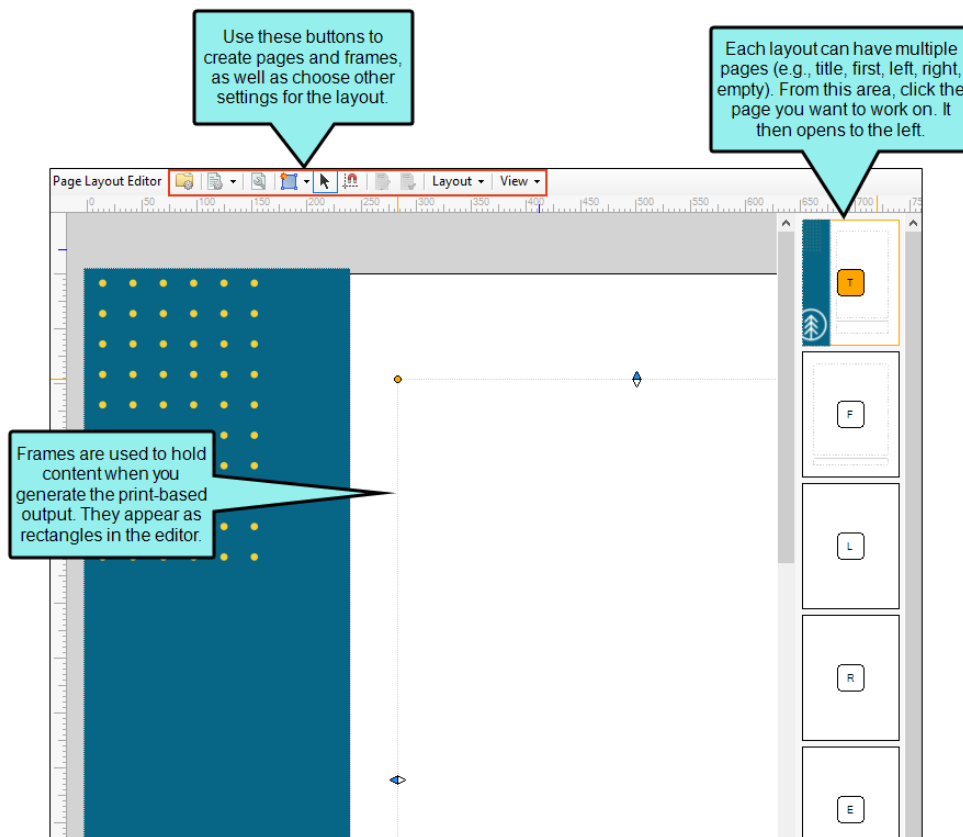 Use these buttons to
create pages and frames,
as well as choose other
settings for the layout.
Each layout can have multiple
pages (e.g., title, first, left, right,
empty). From this area, click the
page you want to work on. It
then opens to the left.
Page Layout Editor
Layout
View
0 50 100 150 200 250 300 350 400 450 500 550 600 650 700 75
T
F
Frames are used to hold
content when you
generate the print-based
output. They appear as
rectangles in the editor.
L
R
E